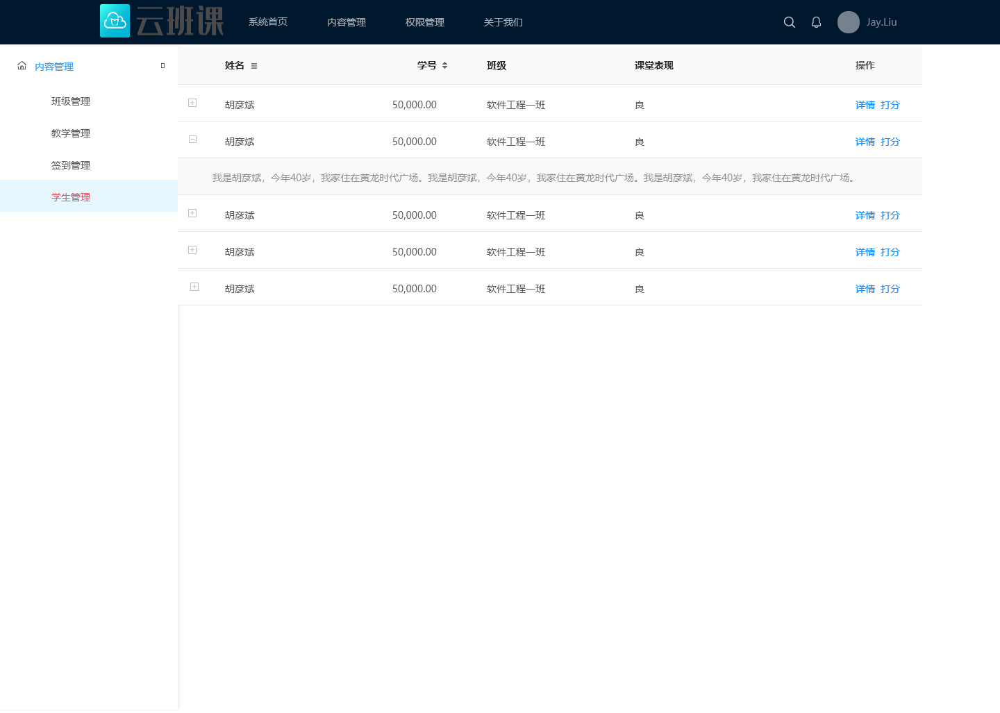 云班课 系统首页 内容管理 权限管理 关于我们 Jay.Liu
内容管理
班级管理
教学管理
签到管理
学生管理
姓名 学号 班级 课堂表现 操作
胡彦斌 50,000.00 软件工程一班 良 详情 打分
胡彦斌 50,000.00 软件工程一班 良 详情 打分
我是胡彦斌，今年40岁，我家住在黄龙时代广场。我是胡彦斌，今年40岁，我家住在黄龙时代广场。我是胡彦斌，今年40岁，我家住在黄龙时代广场。
胡彦斌 50,000.00 软件工程一班 良 详情 打分
胡彦斌 50,000.00 软件工程一班 良 详情 打分
胡彦斌 50,000.00 软件工程一班 良 详情 打分